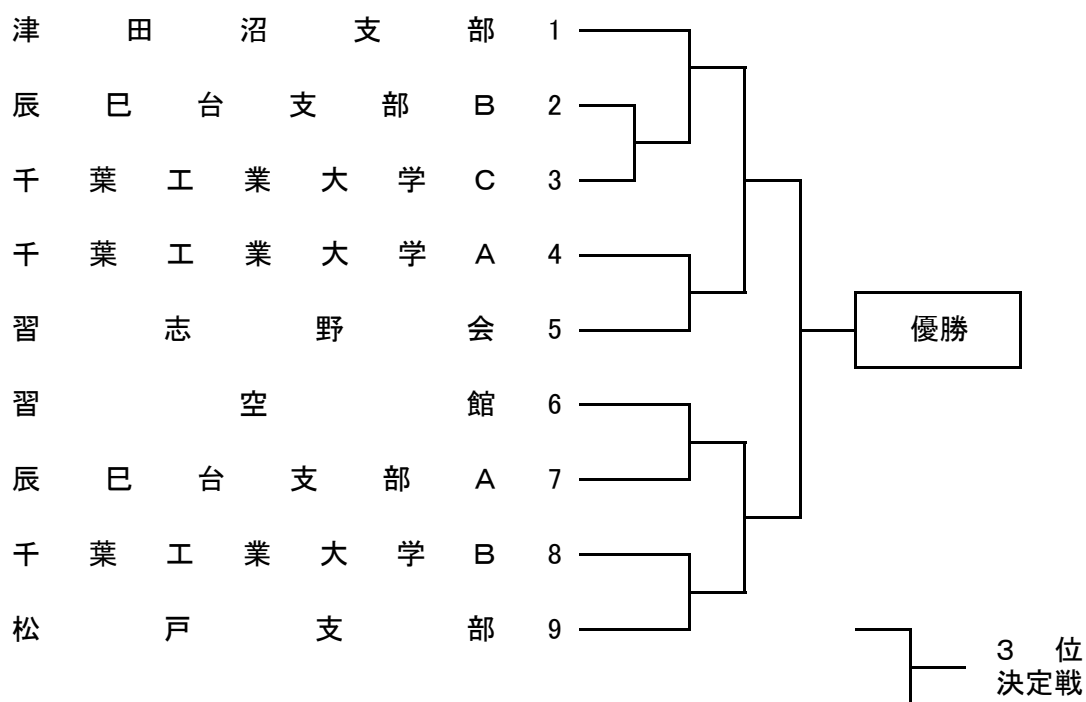 津田沼支部 1
辰巳台支部B 2
千葉工業大学C 3
千葉工業大学A 4
習志野会 5
優勝
習空館 6
辰巳台支部A 7
千葉工業大学B 8
松戸支部 9
3位
決定戦